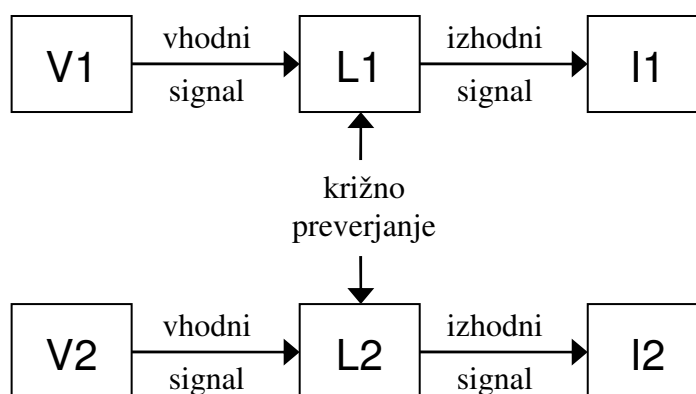 V1
vhodni
signal
L1
izhodni
signal
I1
križno
preverjanje
V2
vhodni
signal
L2
izhodni
signal
I2